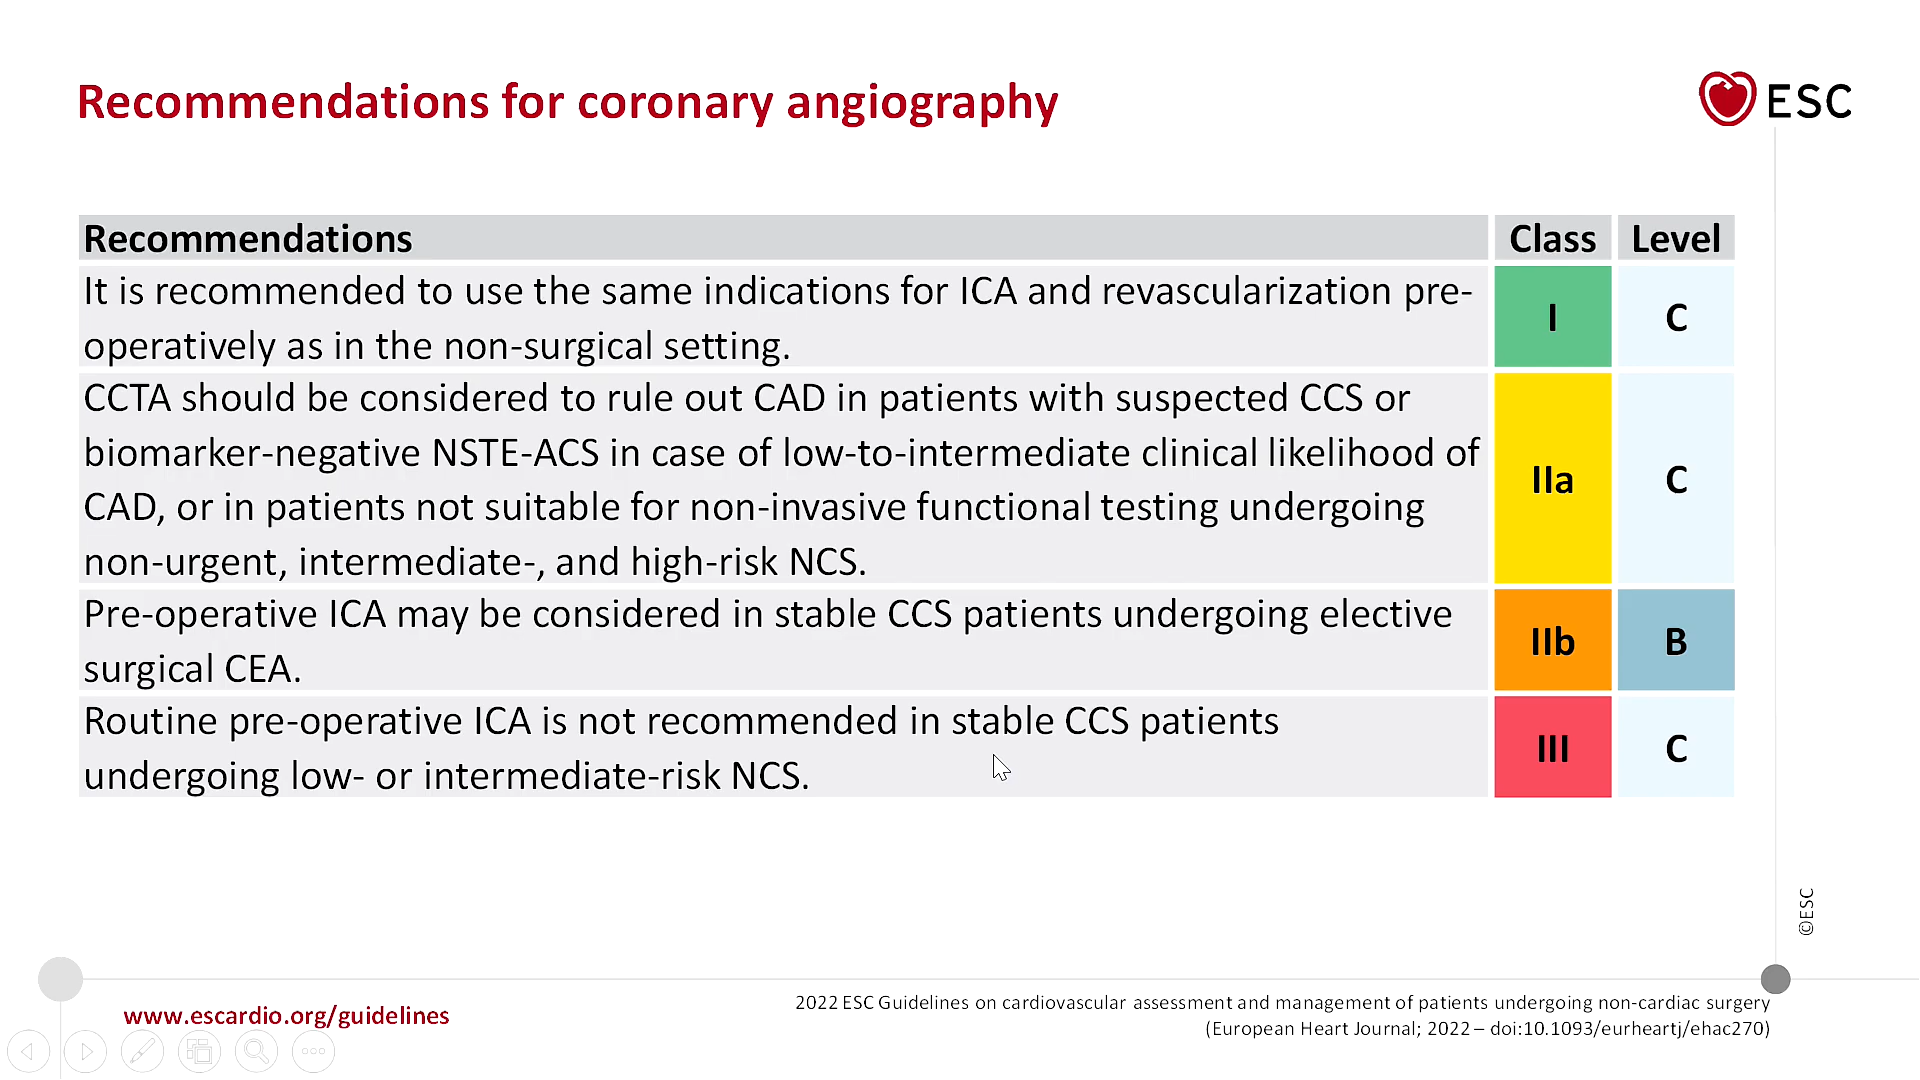 Recommendations for coronary angiography
ESC
Recommendations Class Level
It is recommended to use the same indications for ICA and revascularization pre-
operatively as in the non-surgical setting.
I C
CCTA should be considered to rule out CAD in patients with suspected CCS or
biomarker-negative NSTE-ACS in case of low-to-intermediate clinical likelihood of
CAD, or in patients not suitable for non-invasive functional testing undergoing
non-urgent, intermediate-, and high-risk NCS.
IIa C
Pre-operative ICA may be considered in stable CCS patients undergoing elective
surgical CEA.
IIb B
Routine pre-operative ICA is not recommended in stable CCS patients
undergoing low- or intermediate-risk NCS.
III C
©ESC
www.escardio.org/guidelines
2022 ESC Guidelines on cardiovascular assessment and management of patients undergoing non-cardiac surgery
(European Heart Journal; 2022 – doi:10.1093/eurheartj/ehac270)